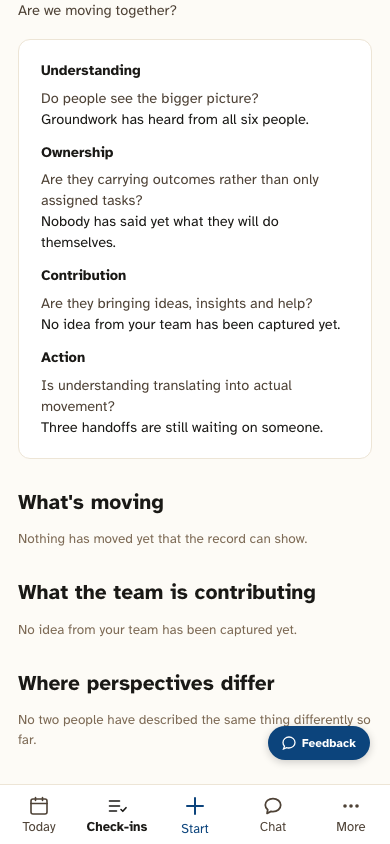 Are we moving together?
Understanding
Do people see the bigger picture?
Groundwork has heard from all six people.
Ownership
Are they carrying outcomes rather than only
assigned tasks?
Nobody has said yet what they will do
themselves.
Contribution
Are they bringing ideas, insights and help?
No idea from your team has been captured yet.
Action
Is understanding translating into actual
movement?
Three handoffs are still waiting on someone.
What's moving
Nothing has moved yet that the record can show.
What the team is contributing
No idea from your team has been captured yet.
Where perspectives differ
No two people have described the same thing differently so
far.
Feedback
Today
Check-ins
Start
Chat
More